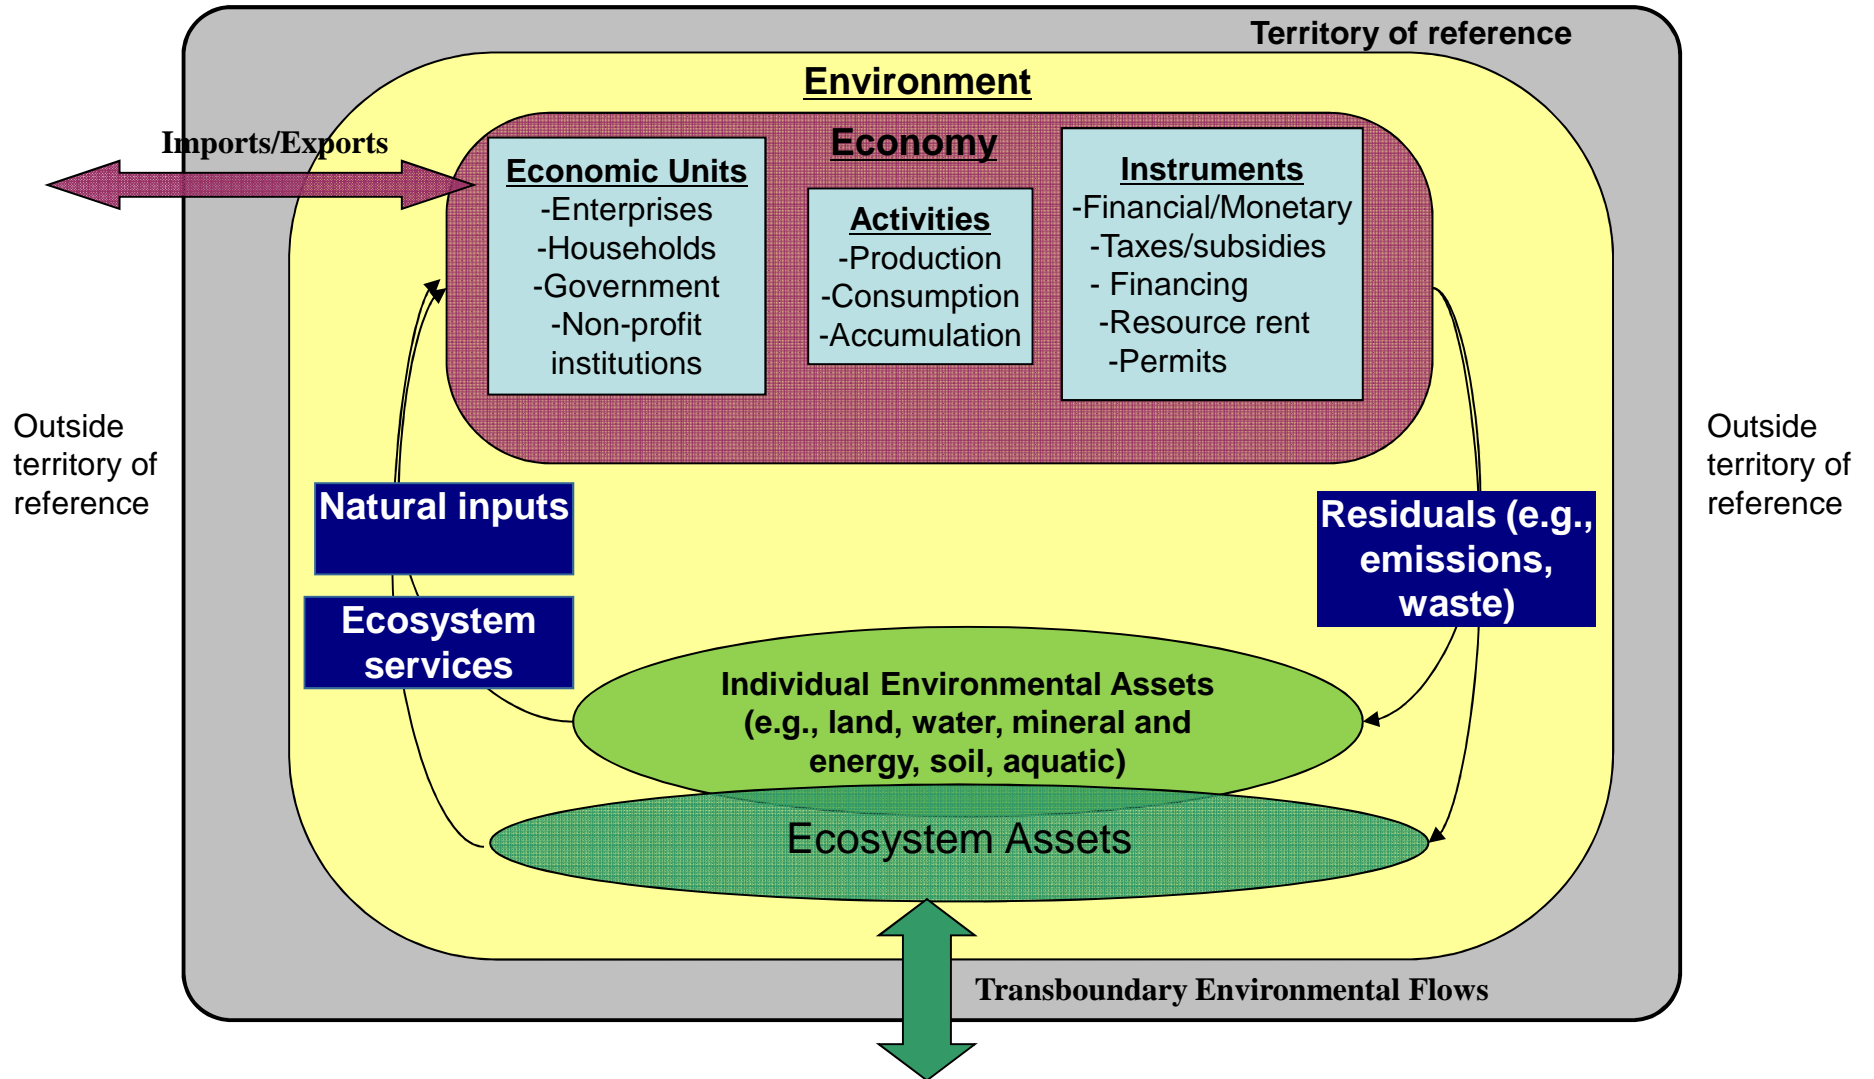 Territory of reference
Environment
Imports/Exports
Economy
Economic Units
-Enterprises
-Households
-Government
-Non-profit
institutions
Activities
-Production
-Consumption
-Accumulation
Instruments
-Financial/Monetary
-Taxes/subsidies
- Financing
-Resource rent
-Permits
Outside
territory of
reference
Outside
territory of
reference
Natural inputs
Ecosystem
services
Residuals (e.g.,
emissions,
waste)
Individual Environmental Assets
(e.g., land, water, mineral and
energy, soil, aquatic)
Ecosystem Assets
Transboundary Environmental Flows